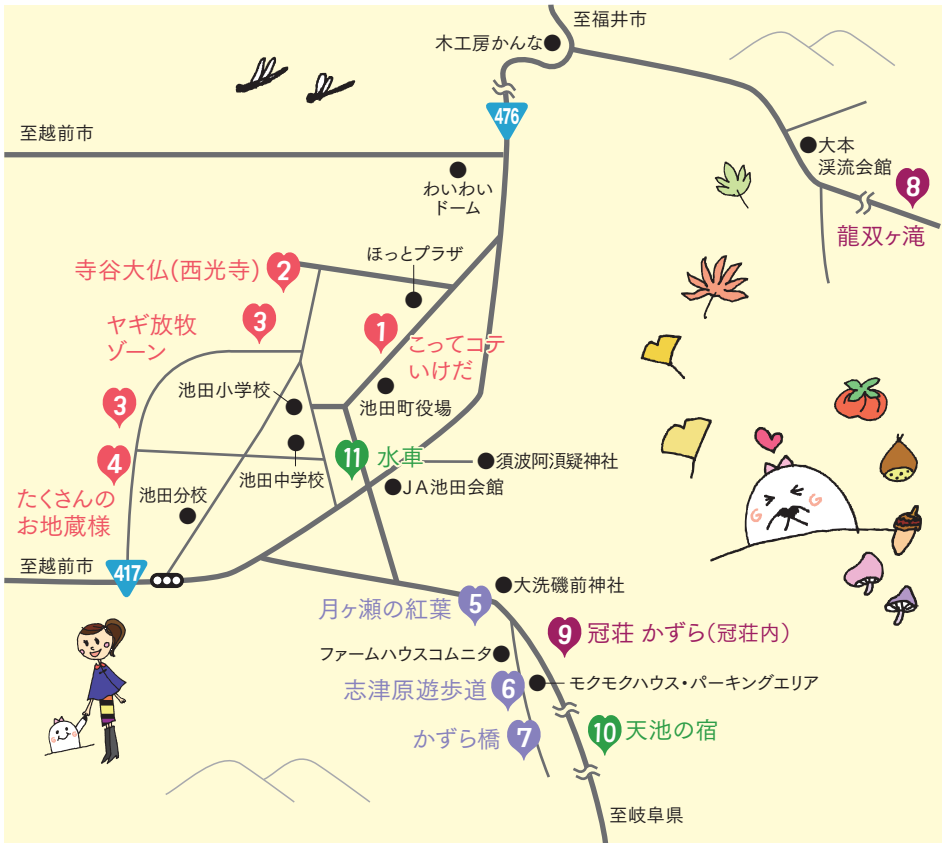 至福井市
木工房かんな
476
至越前市
大本
渓流会館
わいわい
ドーム
8
龍双ヶ滝
ほっとプラザ
寺谷大仏(西光寺)
2
ヤギ放牧
ゾーン
3
1
こってコテ
いけだ
池田小学校
池田町役場
3
4
たくさんの
お地蔵様
池田分校
池田中学校
11
水車
須波阿湏疑神社
JA池田会館
至越前市
417
大洗磯前神社
月ヶ瀬の紅葉
5
9
冠荘 かずら(冠荘内)
ファームハウスコムニタ
志津原遊歩道
6
モクモクハウス・パーキングエリア
かずら橋
7
10
天池の宿
至岐阜県